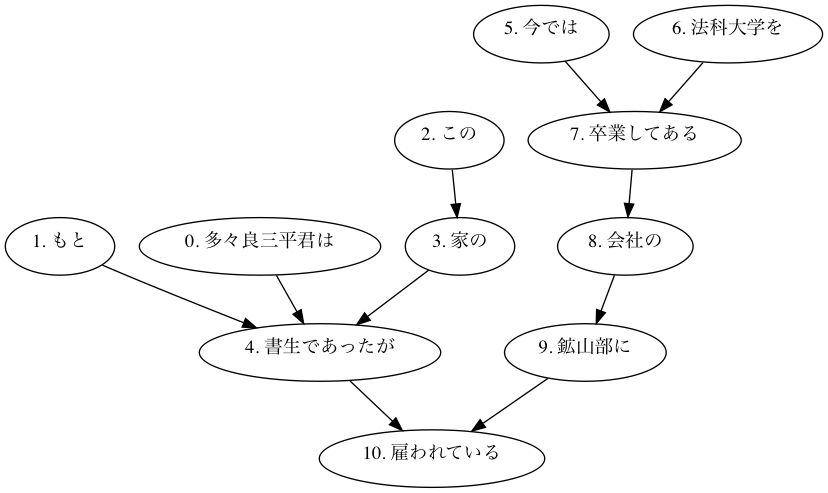 5. 今では
6. 法科大学を
2. この
7. 卒業してある
1. もと
0. 多々良三平君は
3. 家の
8. 会社の
4. 書生であったが
9. 鉱山部に
10. 雇われている